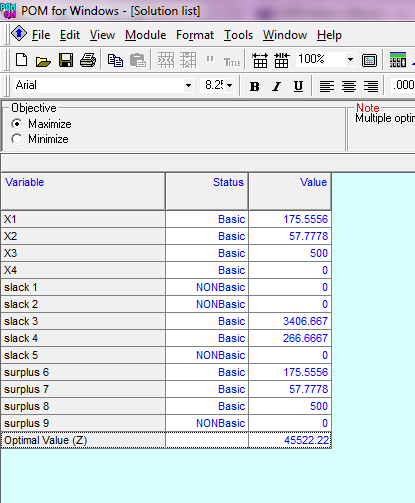 POM for Windows - [Solution list]
File Edit View Module Format Tools Window Help
TITLE 100%
Arial 8.25 B I U .000
Objective
Maximize
Minimize
Note
Multiple optim
Variable Status Value
X1 Basic 175.5556
X2 Basic 57.7778
X3 Basic 500
X4 Basic 0
slack 1 NONBasic 0
slack 2 NONBasic 0
slack 3 Basic 3406.667
slack 4 Basic 266.6667
slack 5 NONBasic 0
surplus 6 Basic 175.5556
surplus 7 Basic 57.7778
surplus 8 Basic 500
surplus 9 NONBasic 0
Optimal Value (Z) 45522.22